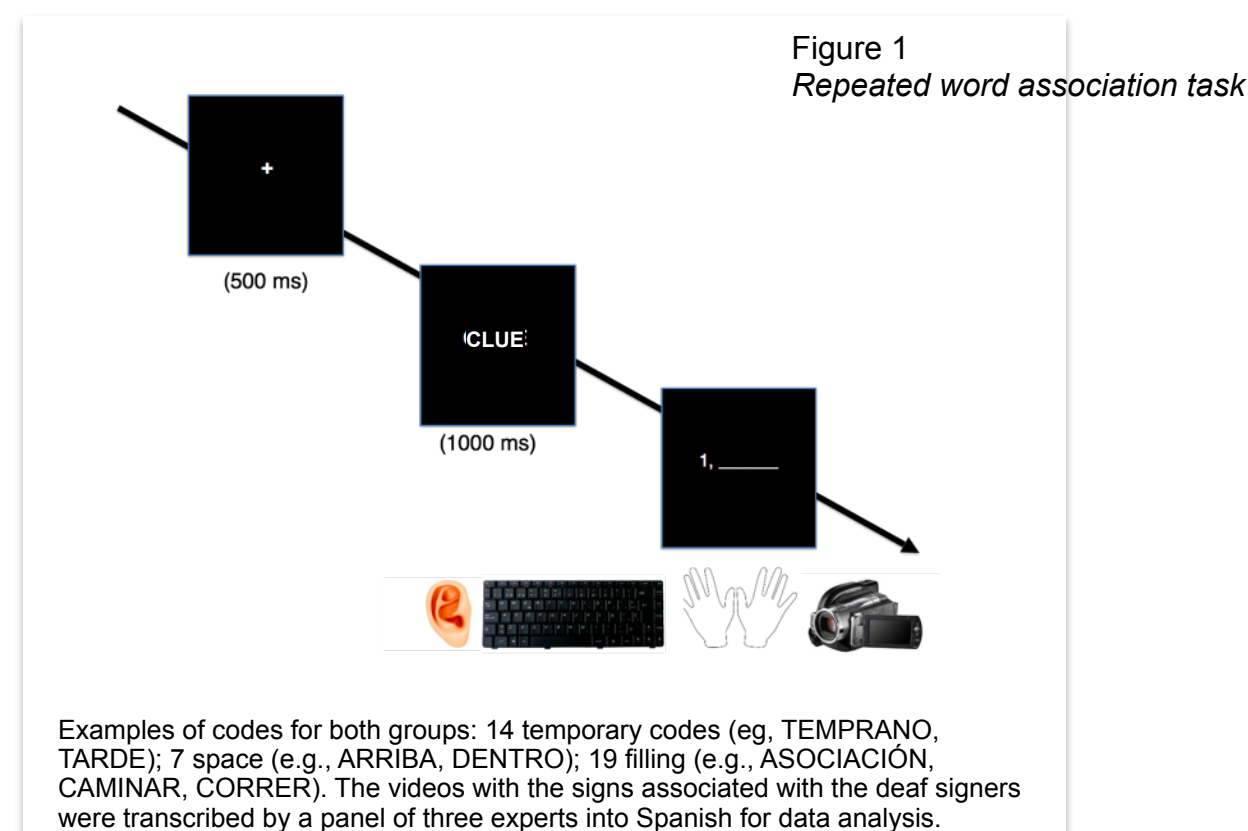 Figure 1
Repeated word association task
+
(500 ms)
CLUE
(1000 ms)
1, ______
Examples of codes for both groups: 14 temporary codes (eg, TEMPRANO,
TARDE); 7 space (e.g., ARRIBA, DENTRO); 19 filling (e.g., ASOCIACIÓN,
CAMINAR, CORRER). The videos with the signs associated with the deaf signers
were transcribed by a panel of three experts into Spanish for data analysis.